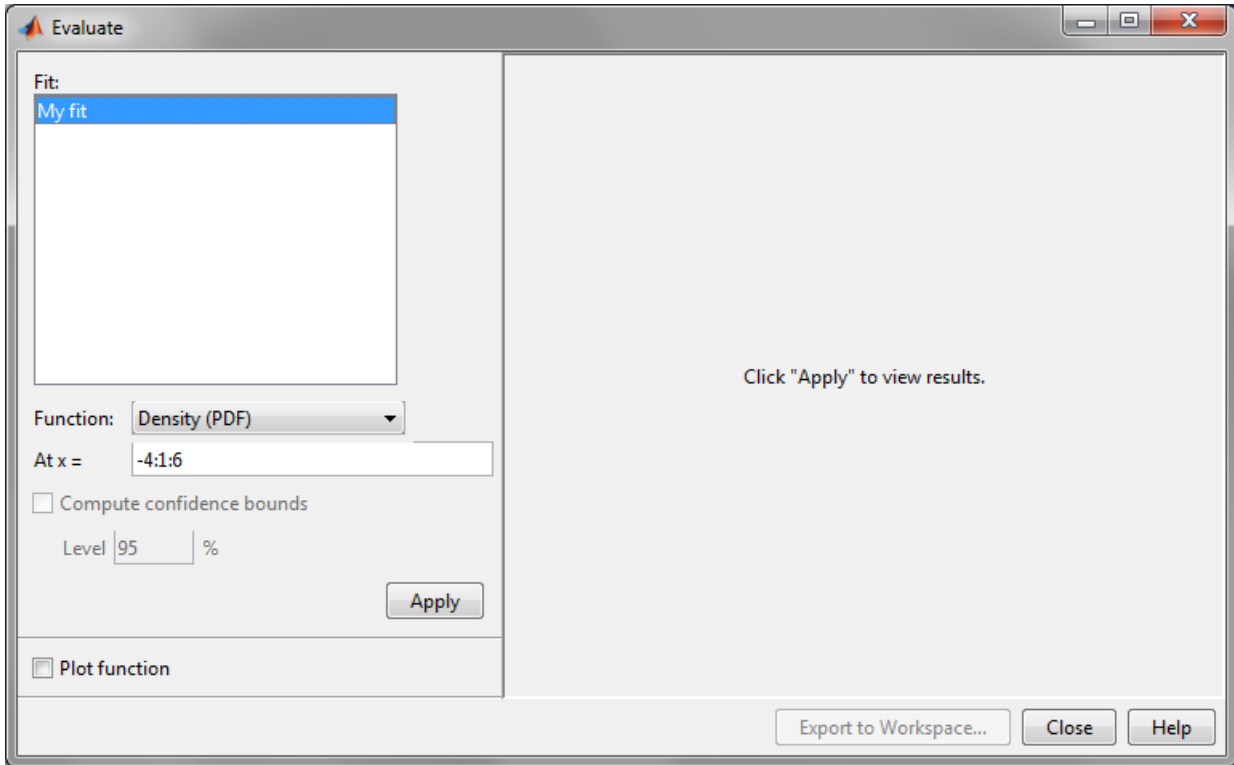 Evaluate
Fit:
My fit
Function: Density (PDF)
At x = -4:1:6
Compute confidence bounds
Level 95 %
Apply
Plot function
Click "Apply" to view results.
Export to Workspace... Close Help